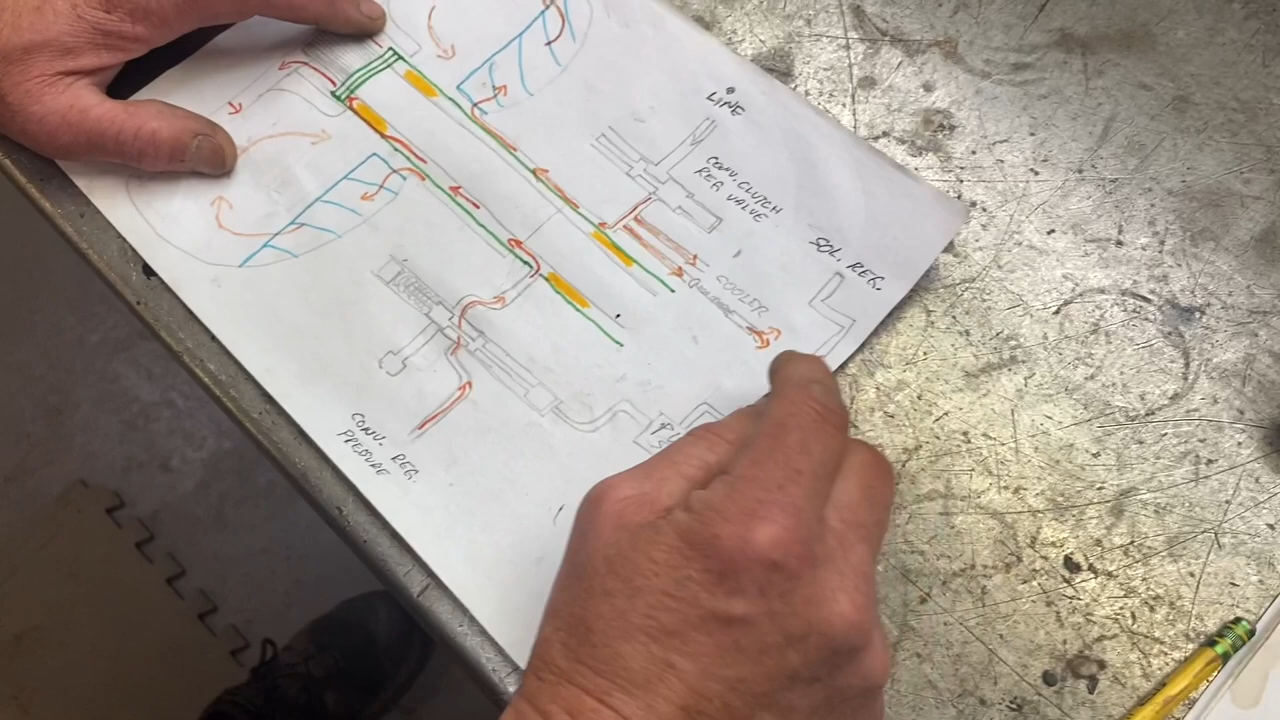 LINE
CONV. CLUTCH
REG VALVE
SOL. REG.
COOLER
CONV. REG.
PRESSURE